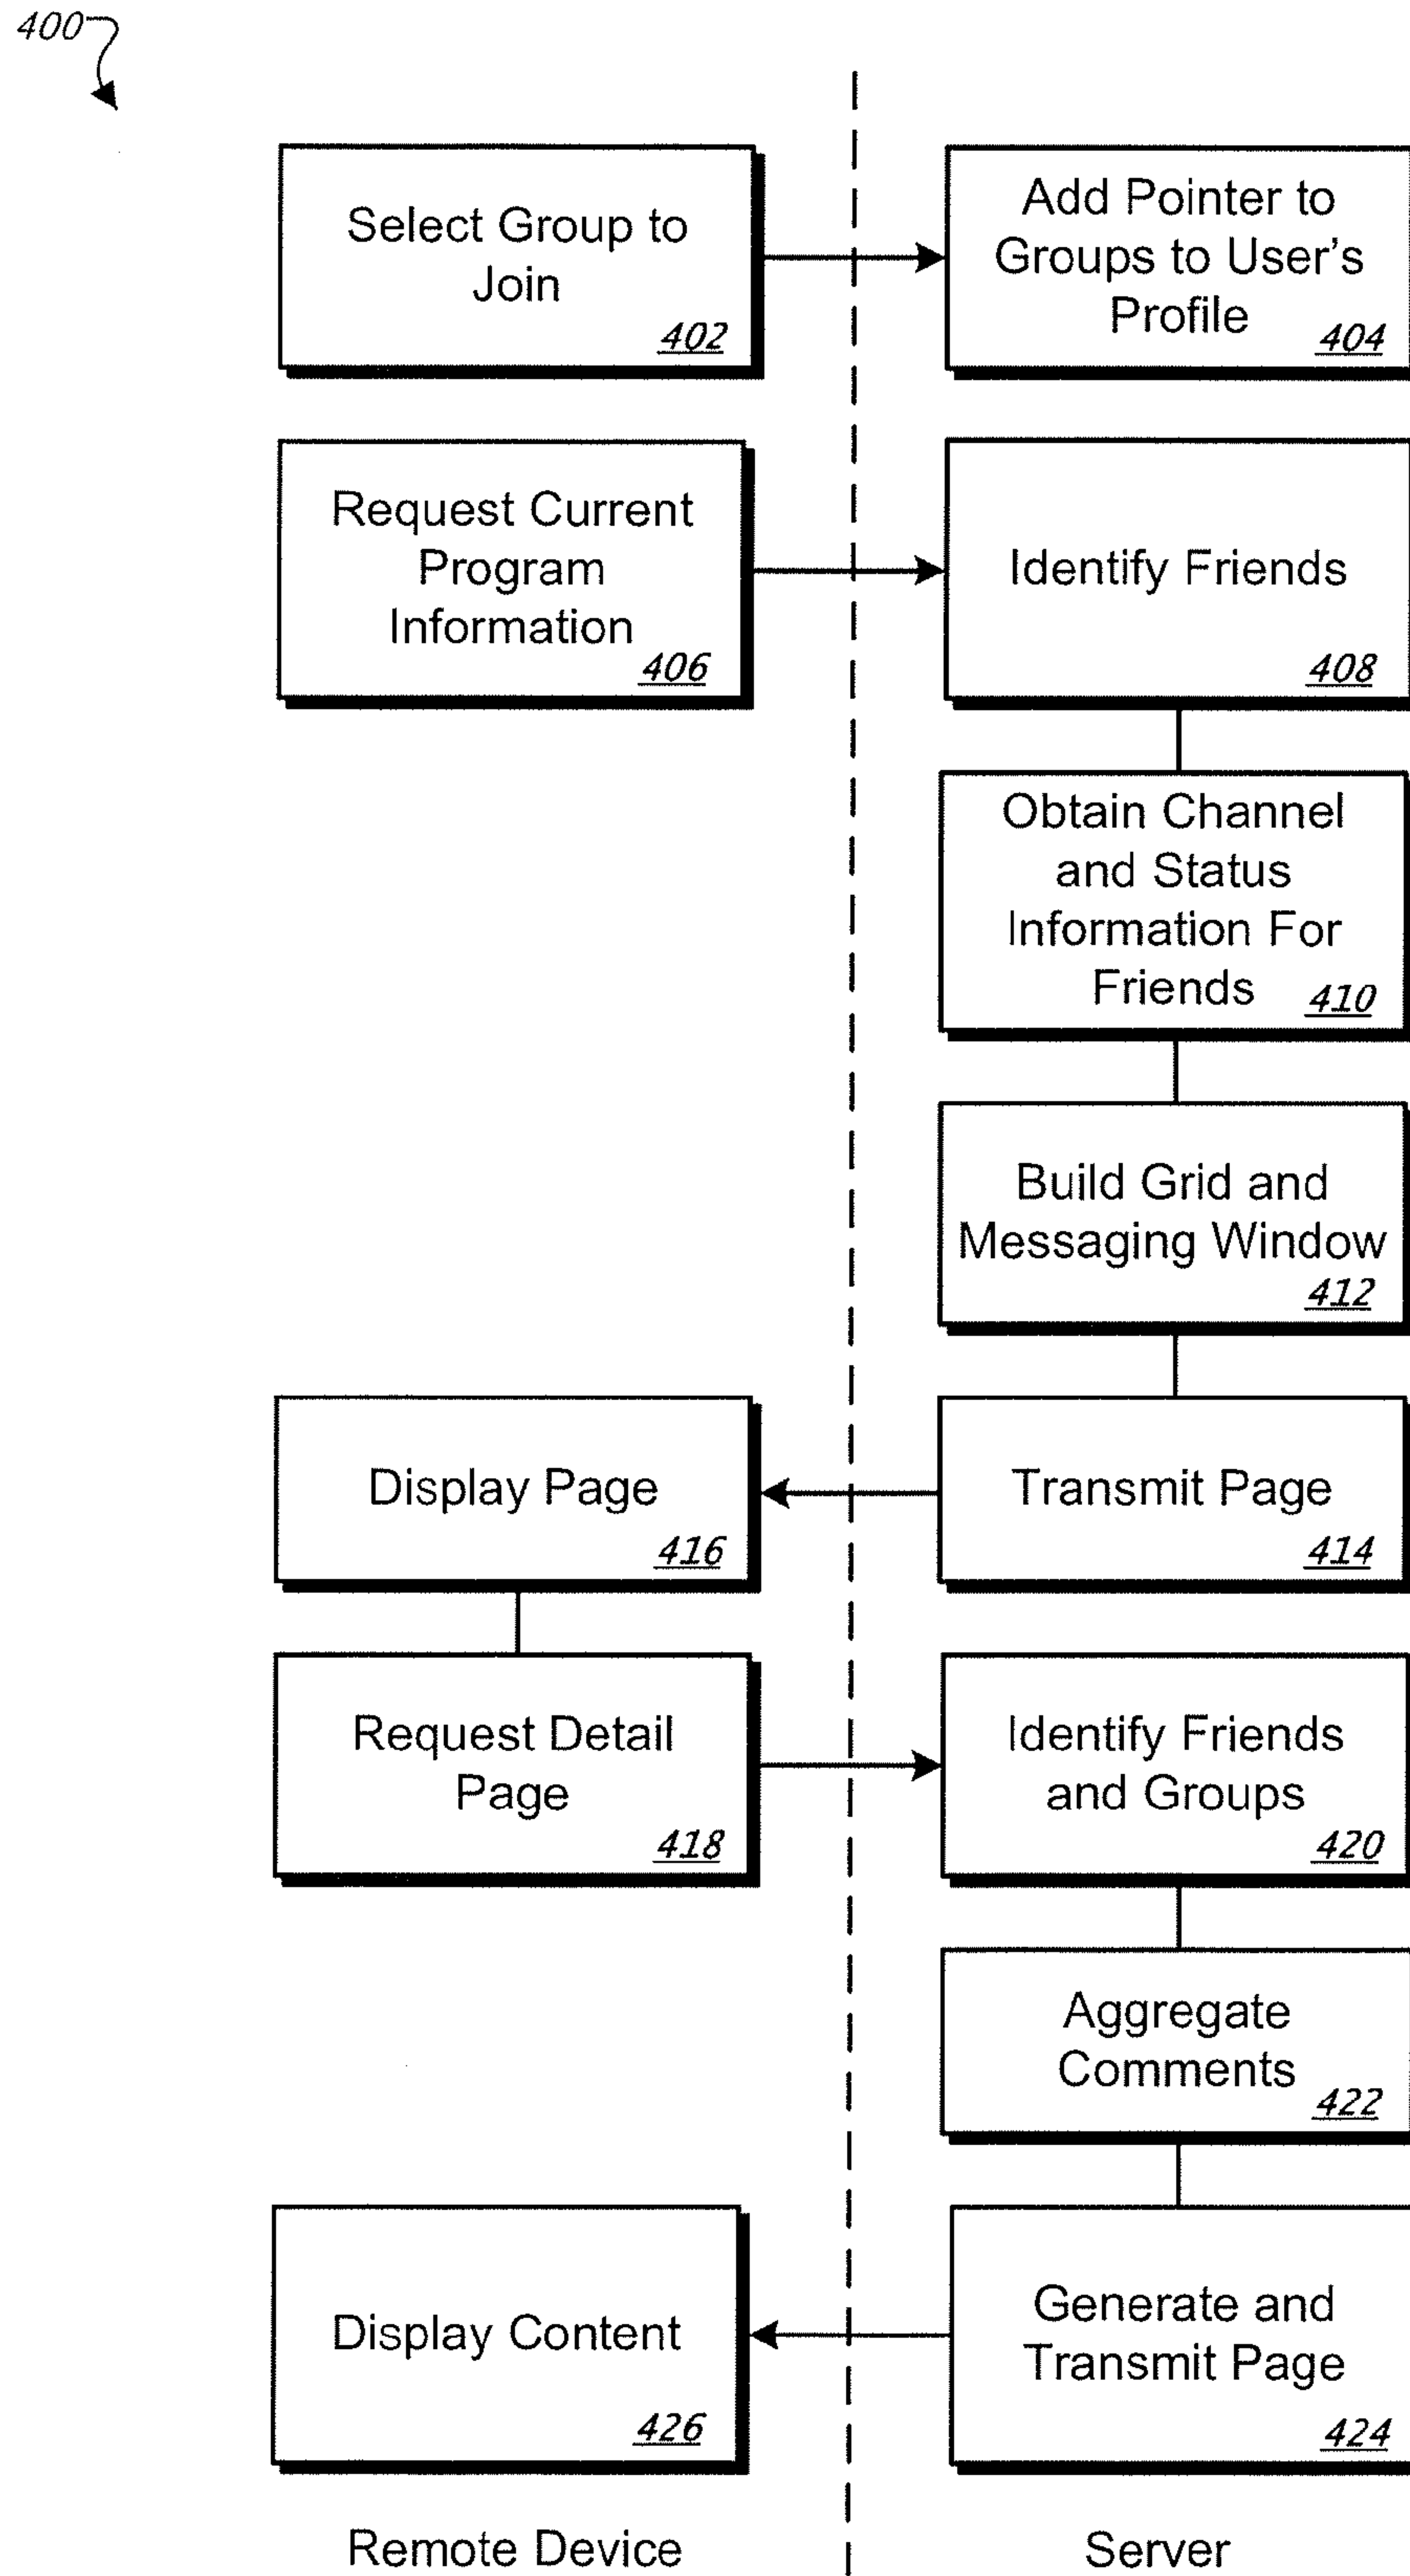 400
Select Group to
Join
402
Add Pointer to
Groups to User's
Profile
404
Request Current
Program
Information
406
Identify Friends
408
Obtain Channel
and Status
Information For
Friends
410
Build Grid and
Messaging Window
412
Transmit Page
414
Display Page
416
Request Detail
Page
418
Identify Friends
and Groups
420
Aggregate
Comments
422
Generate and
Transmit Page
424
Display Content
426
Remote Device
Server